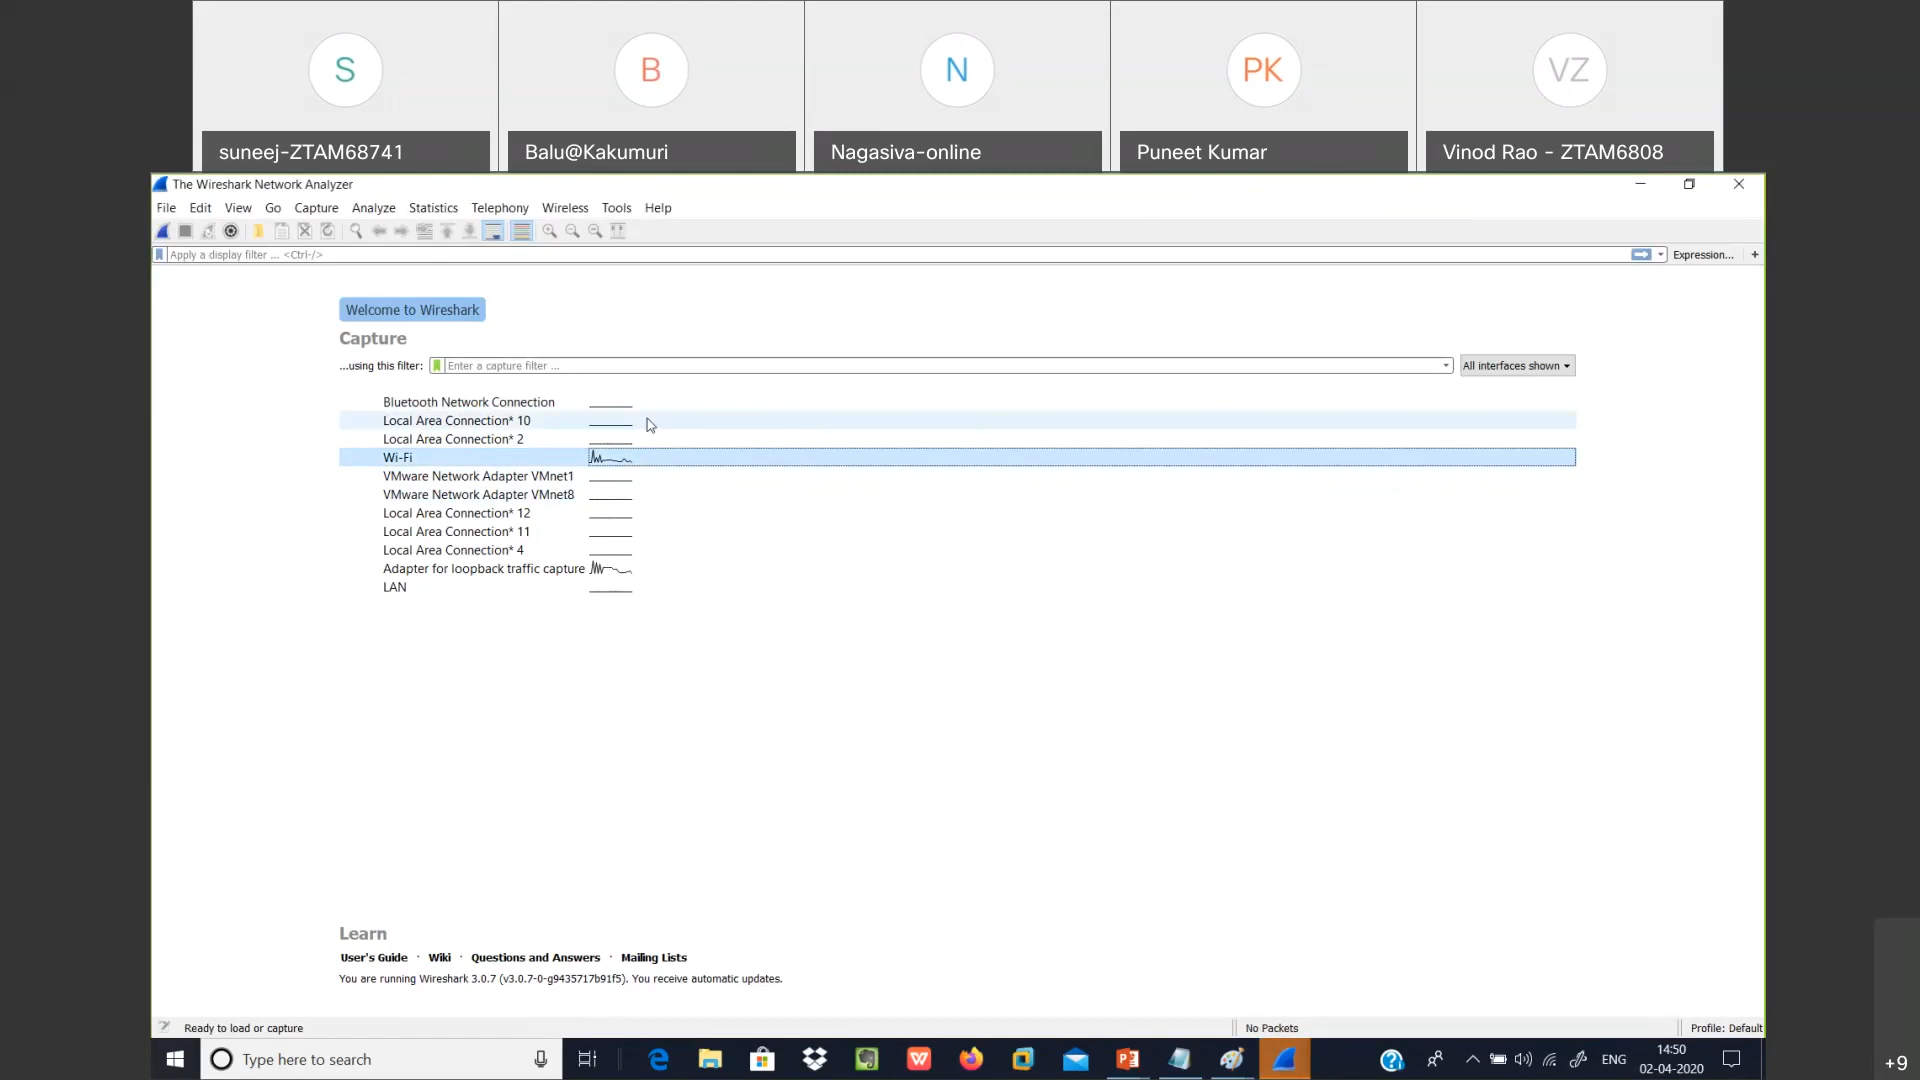 S B N PK VZ
suneej-ZTAM68741 Balu@Kakumuri Nagasiva-online Puneet Kumar Vinod Rao - ZTAM6808
The Wireshark Network Analyzer
File Edit View Go Capture Analyze Statistics Telephony Wireless Tools Help
Apply a display filter ... <Ctrl-/> Expression... +
Welcome to Wireshark
Capture
...using this filter: Enter a capture filter ... All interfaces shown
Bluetooth Network Connection
Local Area Connection* 10
Local Area Connection* 2
Wi-Fi
VMware Network Adapter VMnet1
VMware Network Adapter VMnet8
Local Area Connection* 12
Local Area Connection* 11
Local Area Connection* 4
Adapter for loopback traffic capture
LAN
Learn
User's Guide · Wiki · Questions and Answers · Mailing Lists
You are running Wireshark 3.0.7 (v3.0.7-0-g9435717b91f5). You receive automatic updates.
Ready to load or capture No Packets Profile: Default
Type here to search ENG 14:50
02-04-2020
+9